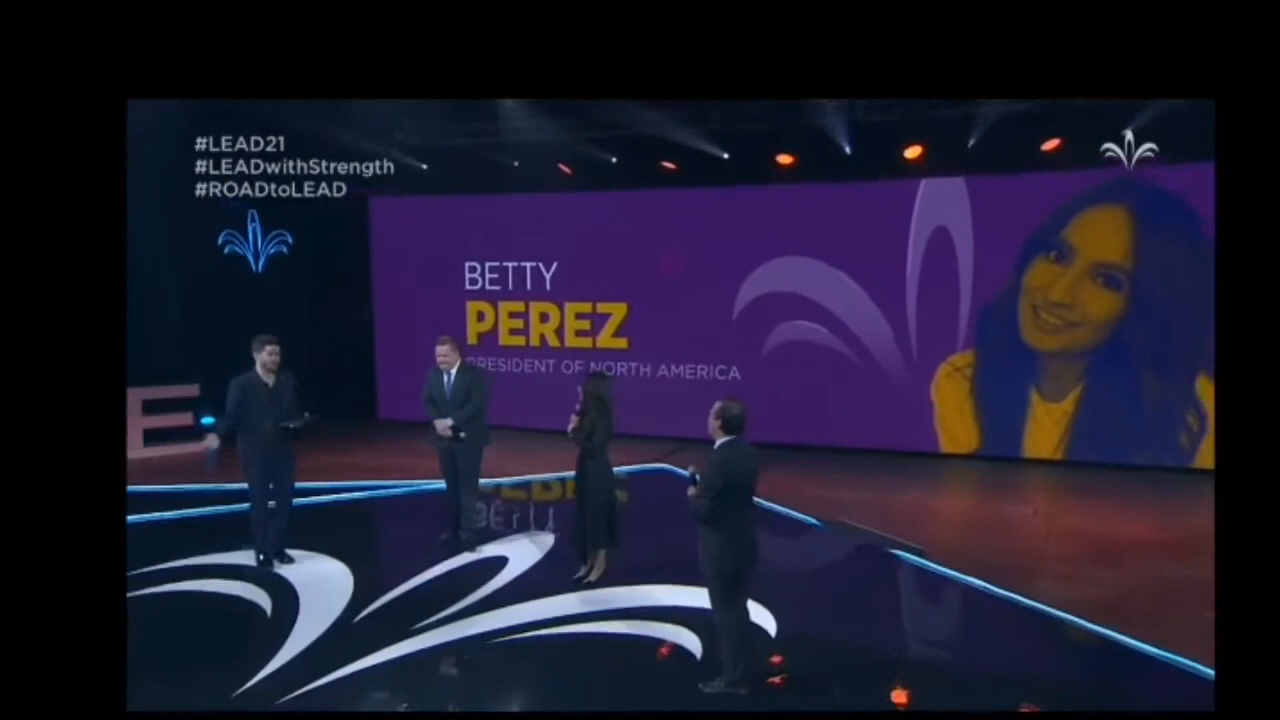 #LEAD21
#LEADwithStrength
#ROADtoLEAD
BETTY
PEREZ
PRESIDENT OF NORTH AMERICA
E